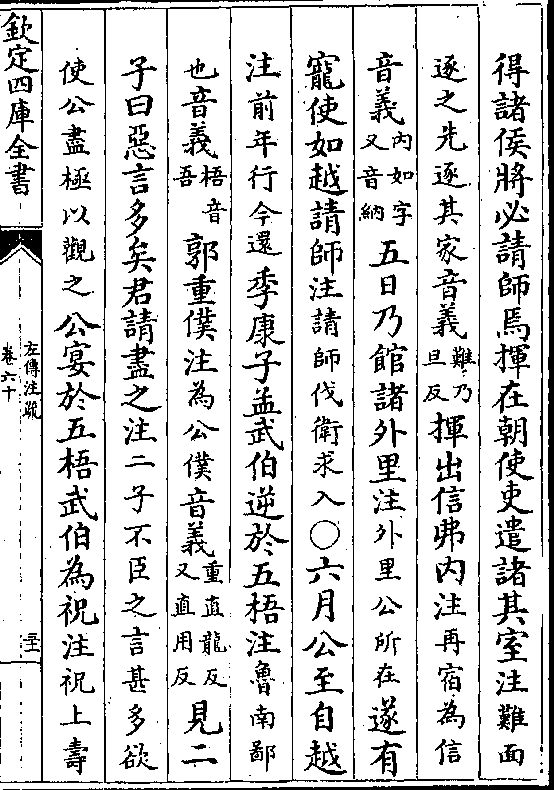 得諸侯將必請師焉揮在朝使吏遣諸其室注難面
逐之先逐其家音義難乃旦反揮出信弗内注再宿為信
音義内如字又音納五日乃館諸外里注外里公所在遂有
寵使如越請師注請師伐衛求入○六月公至自越
注前年行今還季康子孟武伯逆於五梧注魯南鄙
也音義梧音吾郭重僕注為公僕音義重直龍反又直用反見二
子曰惡言多矣君請盡之注二子不臣之言甚多欲
使公盡極以觀之公宴於五梧武伯為祝注祝上壽
欽定四庫全書
左傳注疏
卷六十